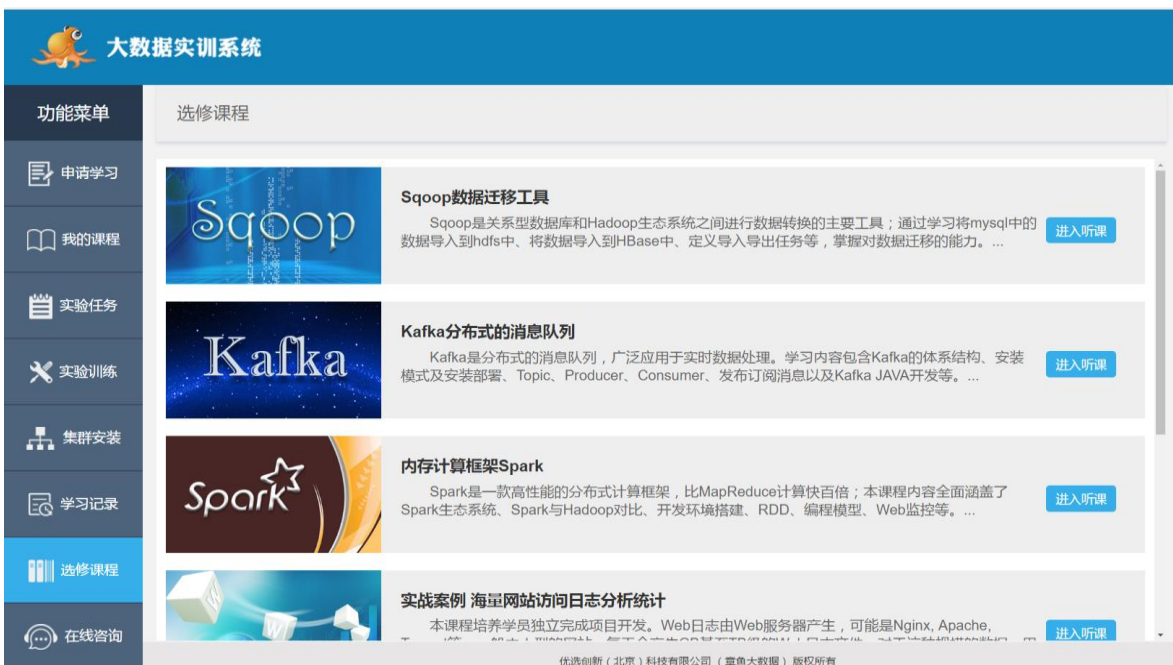 大数据实训系统
功能菜单
选修课程
申请学习
我的课程
实验任务
实验训练
集群安装
学习记录
选修课程
在线咨询
Sqoop
Sqoop数据迁移工具
Sqoop是关系型数据库和Hadoop生态系统之间进行数据转换的主要工具；通过学习将mysql中的
数据导入到hdfs中、将数据导入到HBase中、定义导入导出任务等，掌握对数据迁移的能力。...
进入听课
Kafka
Kafka分布式的消息队列
Kafka是分布式的消息队列，广泛应用于实时数据处理。学习内容包含Kafka的体系结构、安装
模式及安装部署、Topic、Producer、Consumer、发布订阅消息以及Kafka JAVA开发等。...
进入听课
Spark
内存计算框架Spark
Spark是一款高性能的分布式计算框架，比MapReduce计算快百倍；本课程内容全面涵盖了
Spark生态系统、Spark与Hadoop对比、开发环境搭建、RDD、编程模型、Web监控等。...
进入听课
W
W
实战案例 海量网站访问日志分析统计
本课程培养学员独立完成项目开发。Web日志由Web服务器产生，可能是Nginx, Apache,
进入听课
优选创新（北京）科技有限公司（章鱼大数据）版权所有